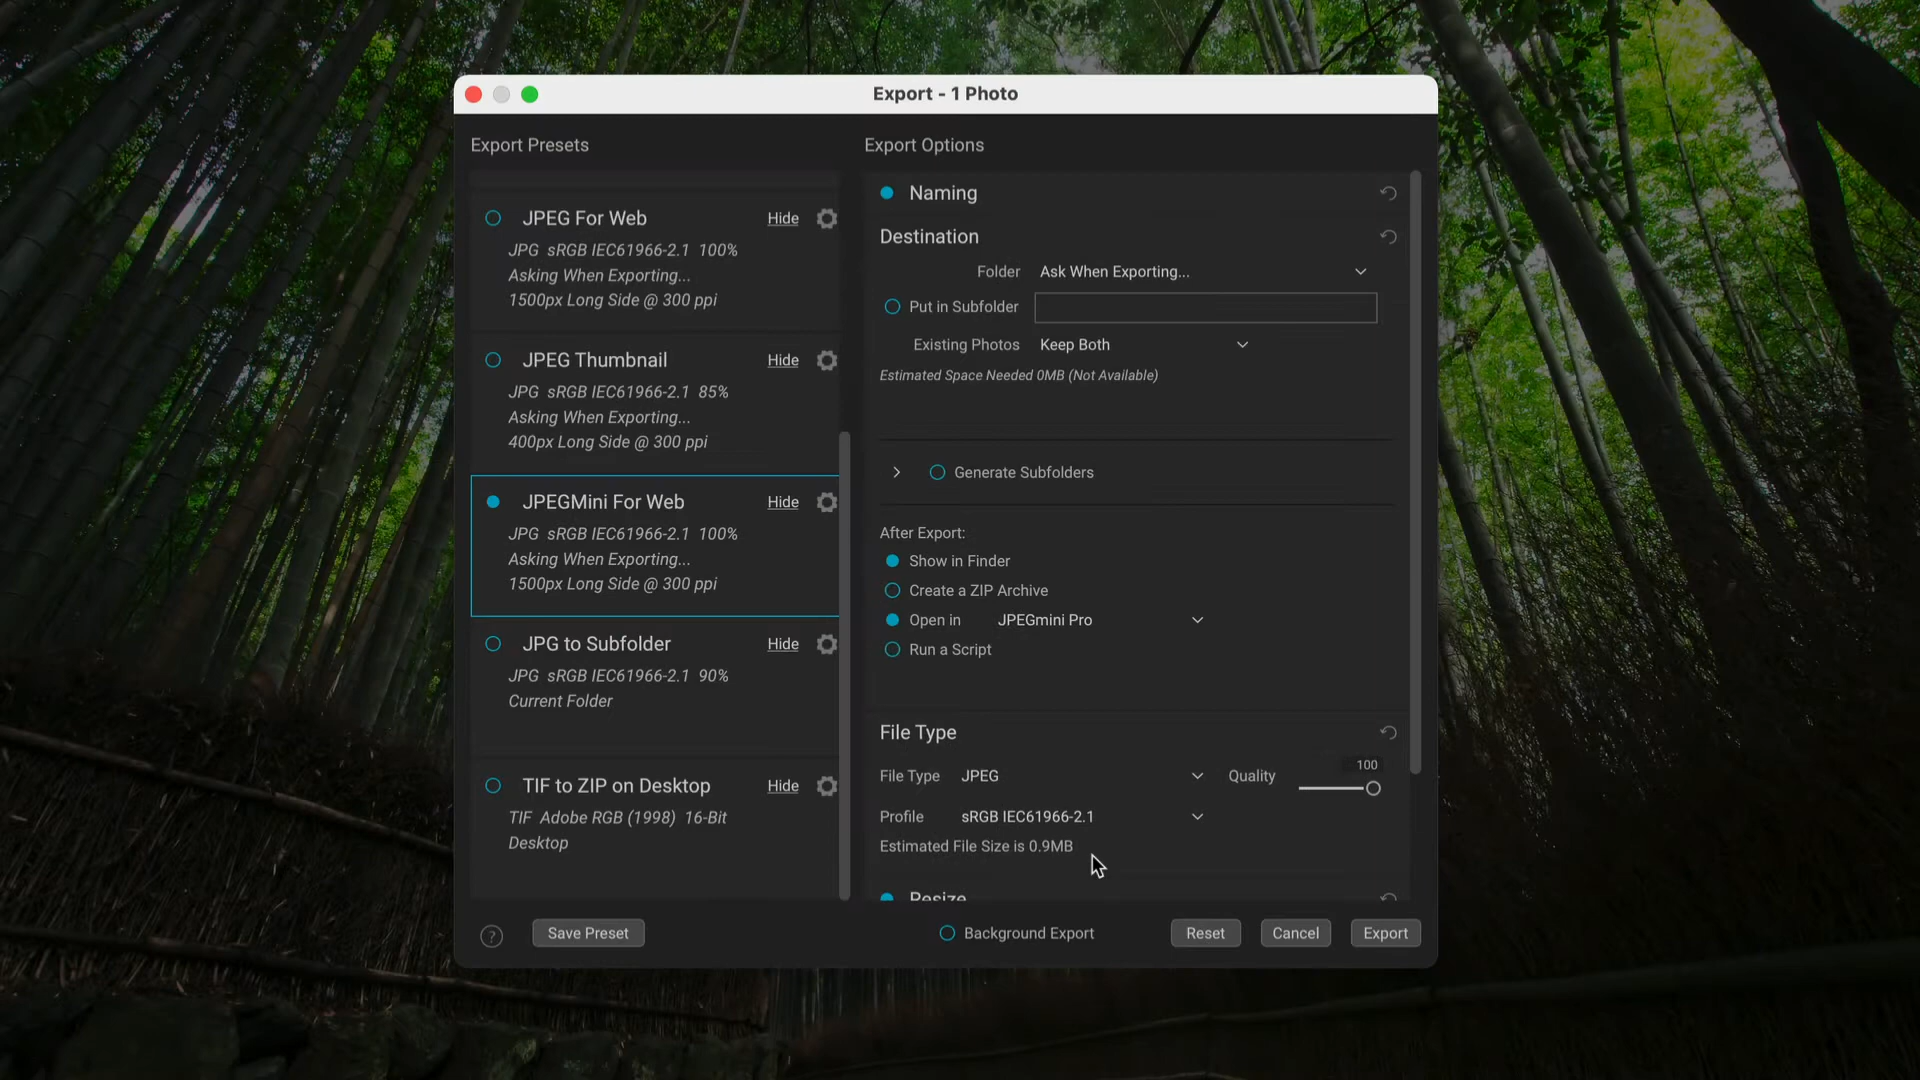 Export - 1 Photo
Export Presets
JPEG For Web Hide
JPG sRGB IEC61966-2.1 100%
Asking When Exporting...
1500px Long Side @ 300 ppi
JPEG Thumbnail Hide
JPG sRGB IEC61966-2.1 85%
Asking When Exporting...
400px Long Side @ 300 ppi
JPEGMini For Web Hide
JPG sRGB IEC61966-2.1 100%
Asking When Exporting...
1500px Long Side @ 300 ppi
JPG to Subfolder Hide
JPG sRGB IEC61966-2.1 90%
Current Folder
TIF to ZIP on Desktop Hide
TIF Adobe RGB (1998) 16-Bit
Desktop
Export Options
Naming
Destination
Folder Ask When Exporting...
Put in Subfolder
Existing Photos Keep Both
Estimated Space Needed 0MB (Not Available)
Generate Subfolders
After Export:
Show in Finder
Create a ZIP Archive
Open in JPEGmini Pro
Run a Script
File Type
File Type JPEG Quality 100
Profile sRGB IEC61966-2.1
Estimated File Size is 0.9MB
Resize
? Save Preset Background Export Reset Cancel Export